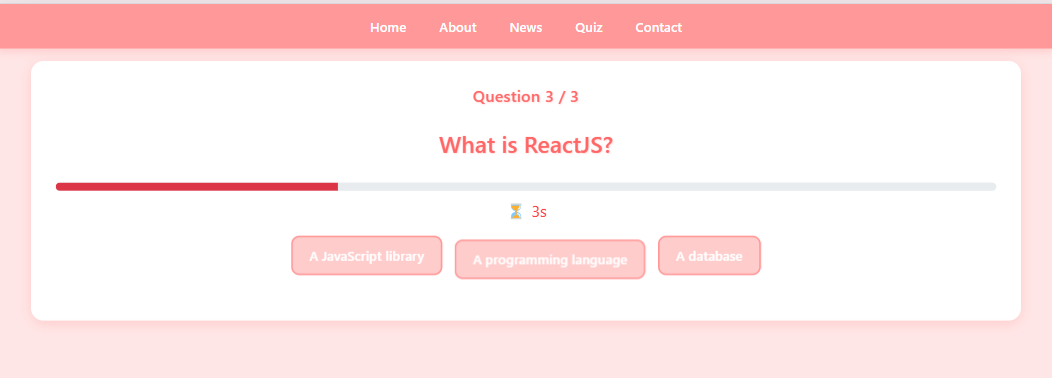 Home About News Quiz Contact
Question 3 / 3
What is ReactJS?
⏳ 3s
A JavaScript library A programming language A database